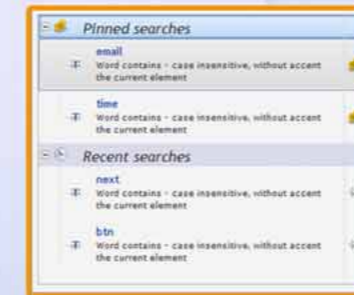 Pinned searches
email
Word contains - case insensitive, without accent
the current element
time
Word contains - case insensitive, without accent
the current element
Recent searches
next
Word contains - case insensitive, without accent
the current element
btn
Word contains - case insensitive, without accent
the current element